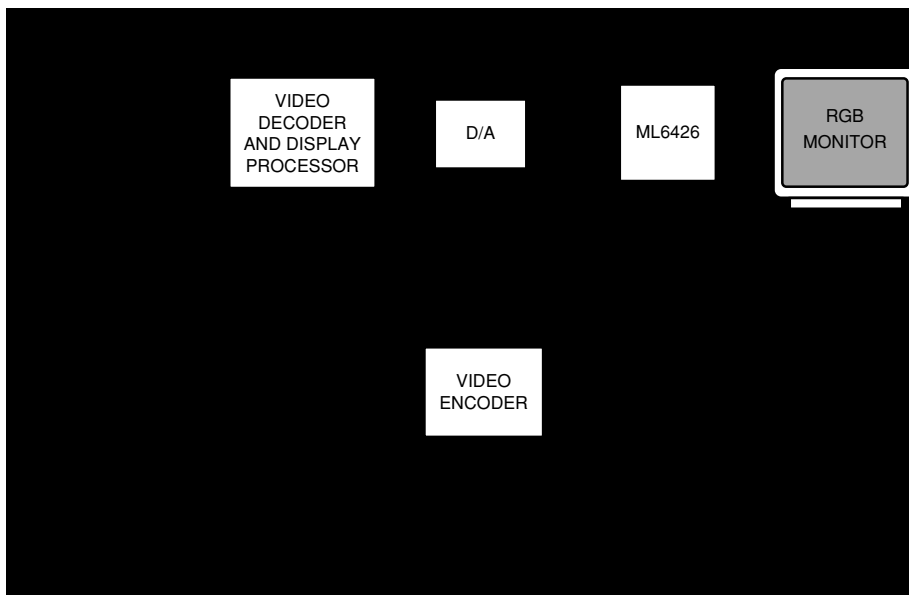 VIDEO
DECODER
AND DISPLAY
PROCESSOR
D/A
ML6426
RGB
MONITOR
VIDEO
ENCODER